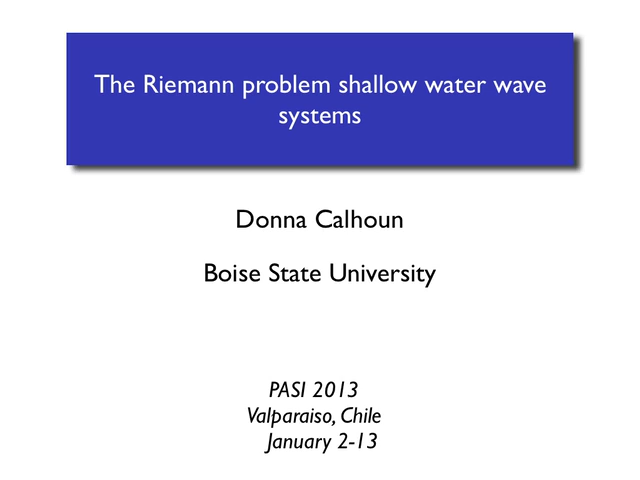 The Riemann problem shallow water wave
systems
Donna Calhoun
Boise State University
PASI 2013
Valparaiso, Chile
January 2-13